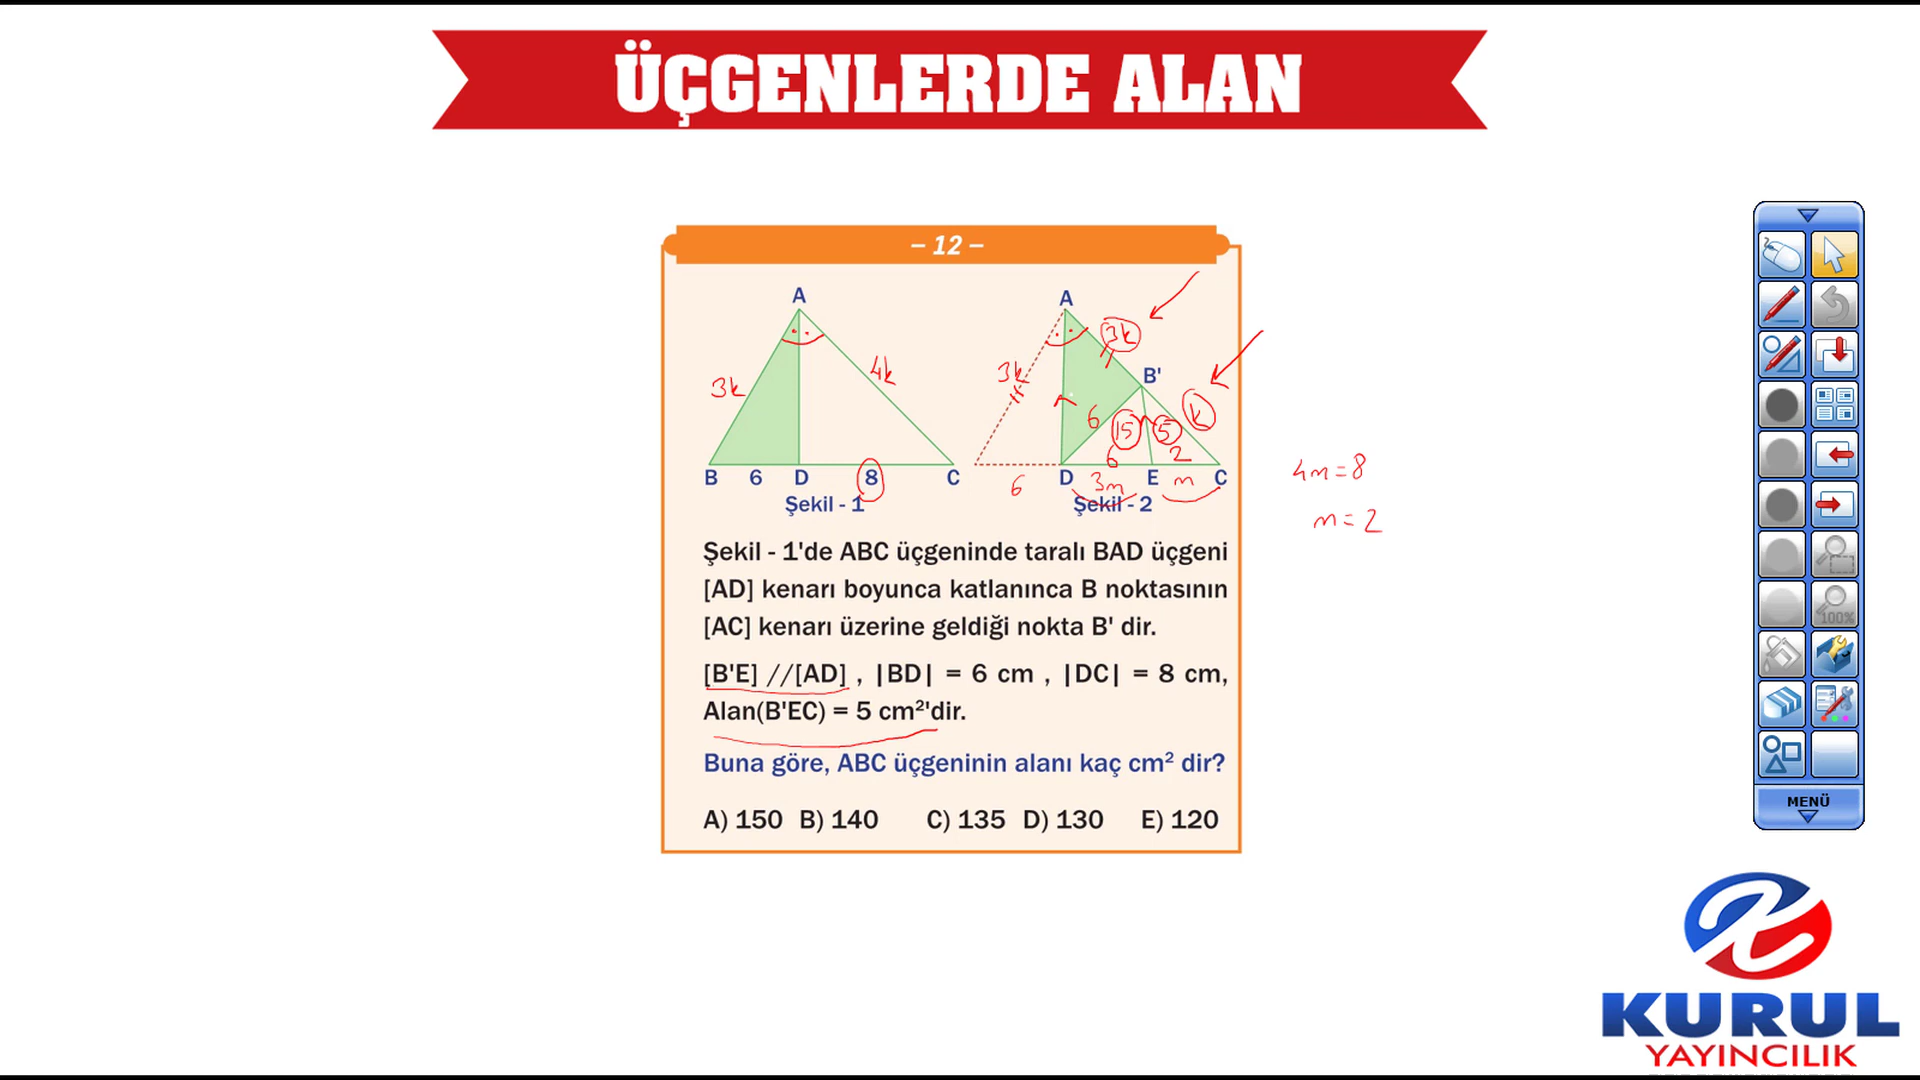 ÜÇGENLERDE ALAN
– 12 –
A
3k
4k
B 6 D 8 C
Şekil - 1
A
3k
3k
B'
k
6
15
5
6
2
6 D 3m E m C
Şekil - 2
4m = 8
m = 2
Şekil - 1'de ABC üçgeninde taralı BAD üçgeni
[AD] kenarı boyunca katlanınca B noktasının
[AC] kenarı üzerine geldiği nokta B' dir.
[B'E] //[AD] , |BD| = 6 cm , |DC| = 8 cm,
Alan(B'EC) = 5 cm²'dir.
Buna göre, ABC üçgeninin alanı kaç cm² dir?
A) 150 B) 140 C) 135 D) 130 E) 120
100%
MENÜ
KURUL
YAYINCILIK